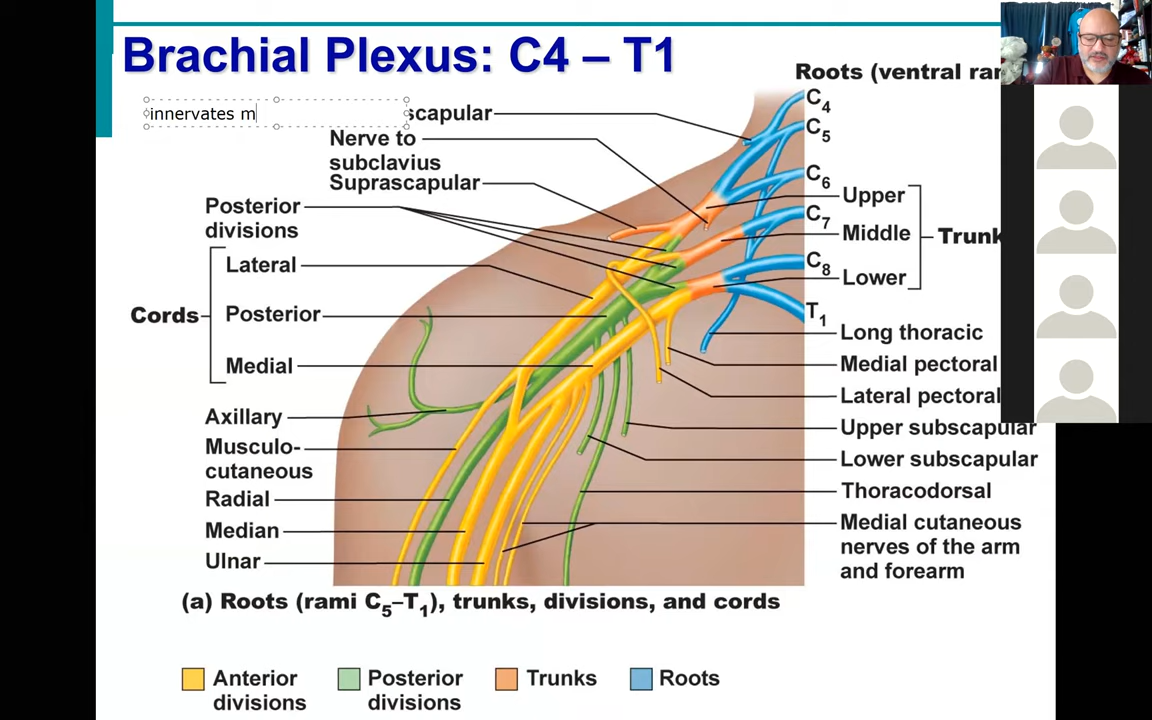 Brachial Plexus: C4 – T1
Roots (ventral
innervates m
scapular
Nerve to
subclavius
Suprascapular
Posterior
divisions
Cords
Lateral
Posterior
Medial
Axillary
Musculo-
cutaneous
Radial
Median
Ulnar
C4
C5
C6
C7
C8
T1
Upper
Middle
Lower
Long thoracic
Medial pectoral
Lateral pectoral
Upper subscapular
Lower subscapular
Thoracodorsal
Medial cutaneous
nerves of the arm
and forearm
(a) Roots (rami C5–T1), trunks, divisions, and cords
Anterior
divisions
Posterior
divisions
Trunks
Roots